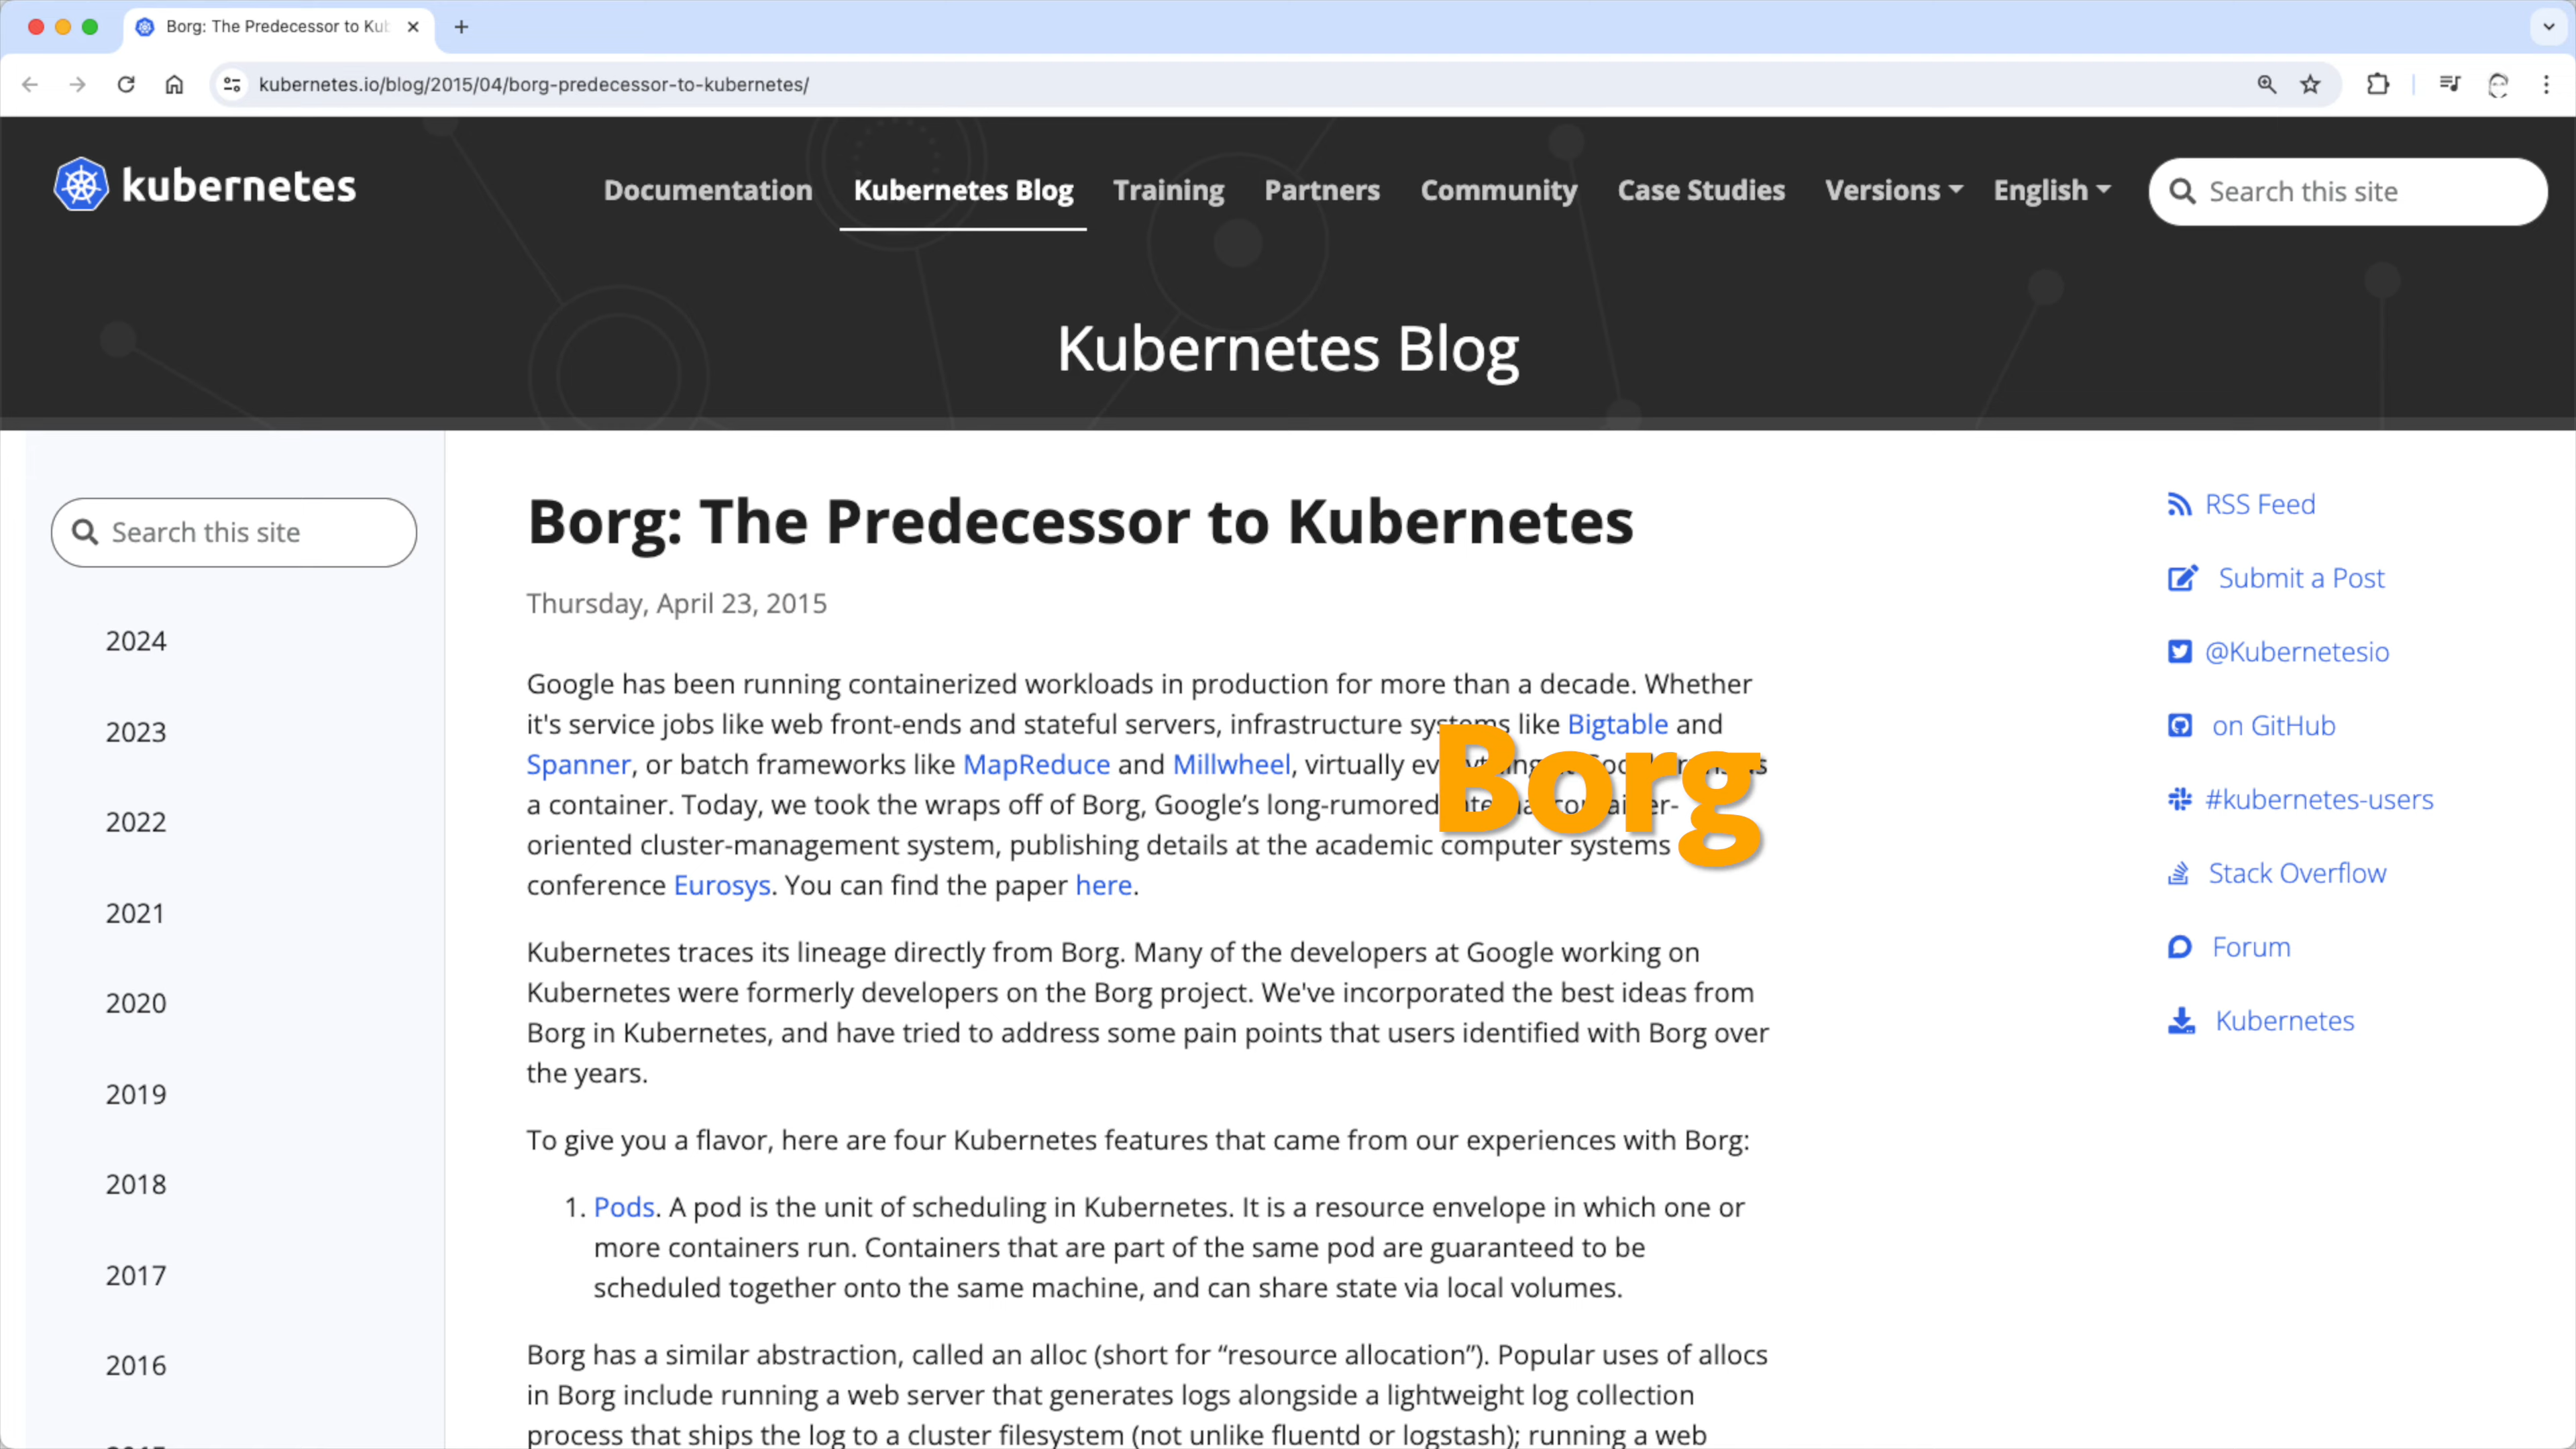 Borg: The Predecessor to Kub
kubernetes.io/blog/2015/04/borg-predecessor-to-kubernetes/
kubernetes
Documentation
Kubernetes Blog
Training
Partners
Community
Case Studies
Versions
English
Search this site
Kubernetes Blog
Search this site
2024
2023
2022
2021
2020
2019
2018
2017
2016
Borg: The Predecessor to Kubernetes
Thursday, April 23, 2015
Google has been running containerized workloads in production for more than a decade. Whether
it's service jobs like web front-ends and stateful servers, infrastructure systems like Bigtable and
Spanner, or batch frameworks like MapReduce and Millwheel, virtually
a container. Today, we took the wraps off of Borg, Google’s long-rumored
oriented cluster-management system, publishing details at the academic computer systems
conference Eurosys. You can find the paper here.
Borg
Kubernetes traces its lineage directly from Borg. Many of the developers at Google working on
Kubernetes were formerly developers on the Borg project. We've incorporated the best ideas from
Borg in Kubernetes, and have tried to address some pain points that users identified with Borg over
the years.
To give you a flavor, here are four Kubernetes features that came from our experiences with Borg:
1. Pods. A pod is the unit of scheduling in Kubernetes. It is a resource envelope in which one or
more containers run. Containers that are part of the same pod are guaranteed to be
scheduled together onto the same machine, and can share state via local volumes.
Borg has a similar abstraction, called an alloc (short for “resource allocation”). Popular uses of allocs
in Borg include running a web server that generates logs alongside a lightweight log collection
process that ships the log to a cluster filesystem (not unlike fluentd or logstash); running a web
RSS Feed
Submit a Post
@Kubernetesio
on GitHub
#kubernetes-users
Stack Overflow
Forum
Kubernetes